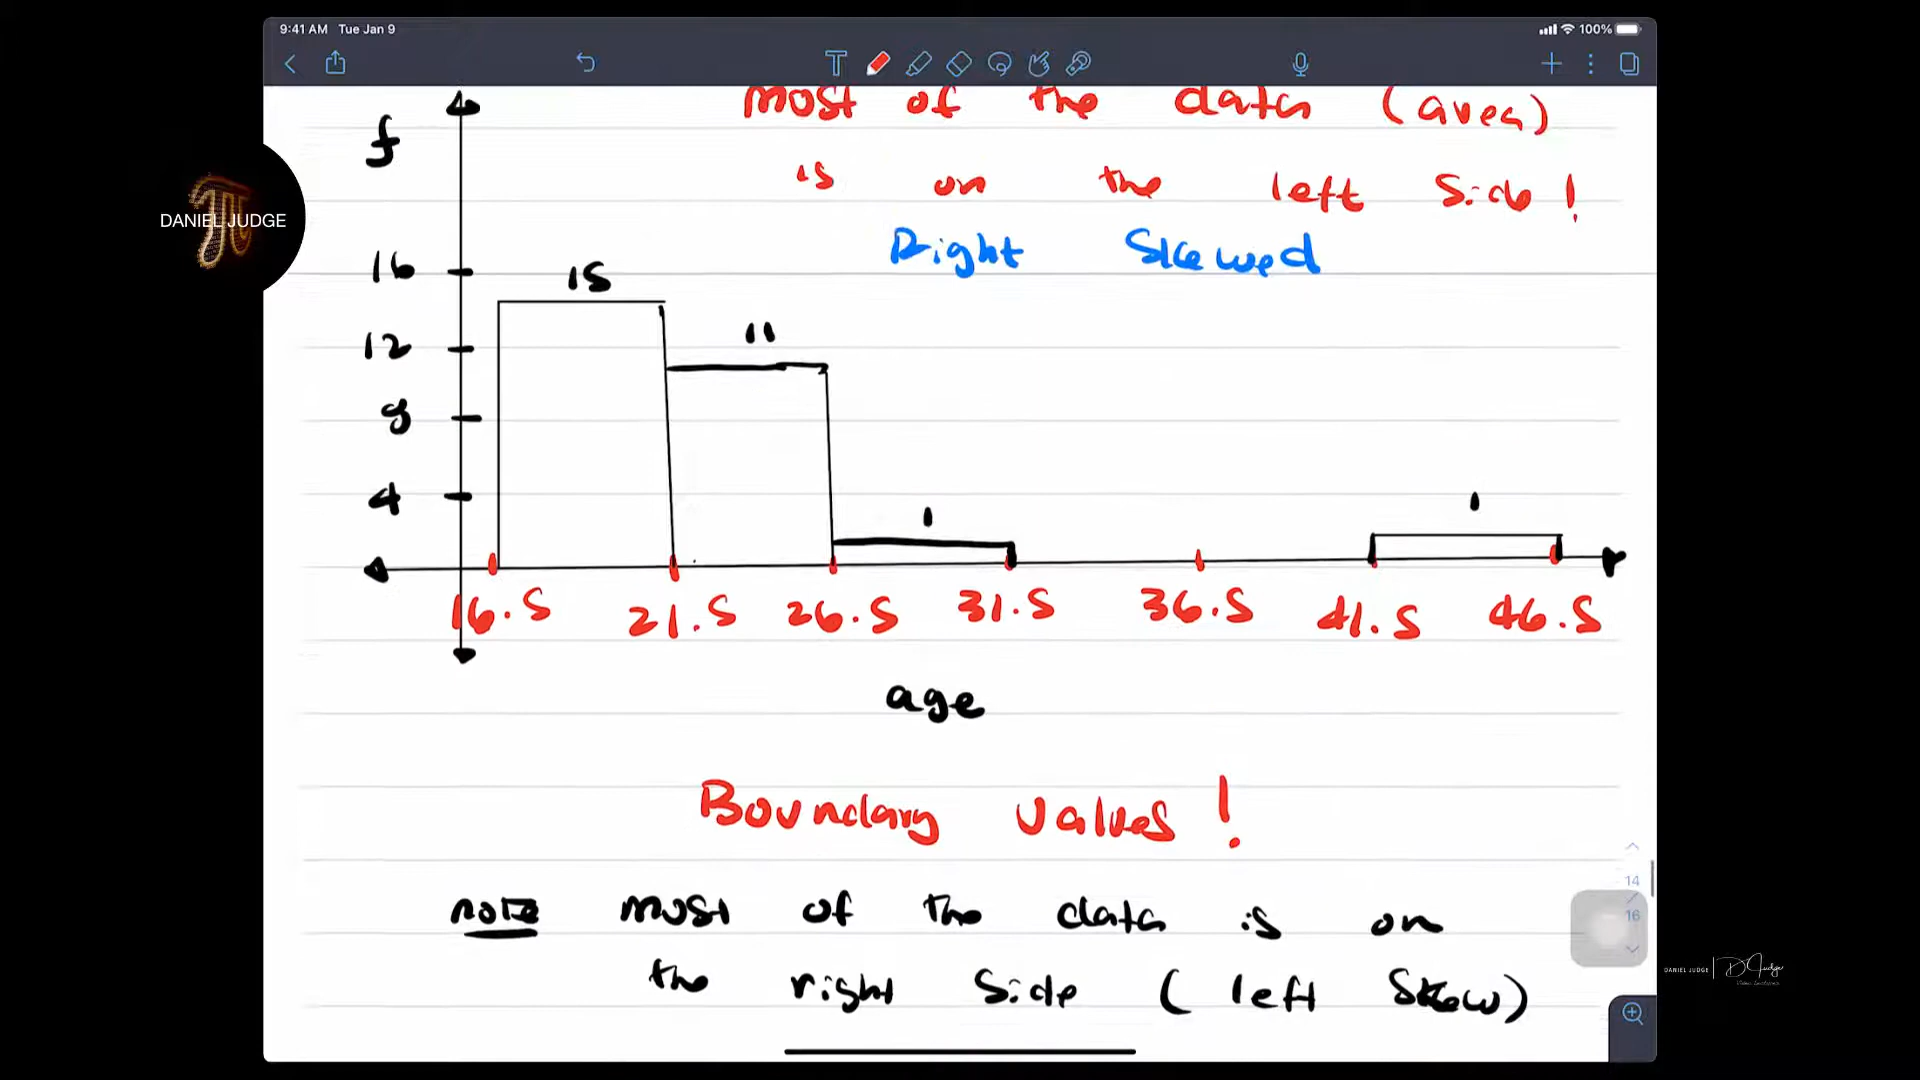 9:41 AM Tue Jan 9
100%
most of the data (area)
is on the left side!
Right Skewed
f
DANIEL JUDGE
16
15
12
11
8
4
1
1
16.5 21.5 26.5 31.5 36.5 41.5 46.5
age
Boundary values!
note most of the data is on
the right side (left skew)
14
16
DANIEL JUDGE